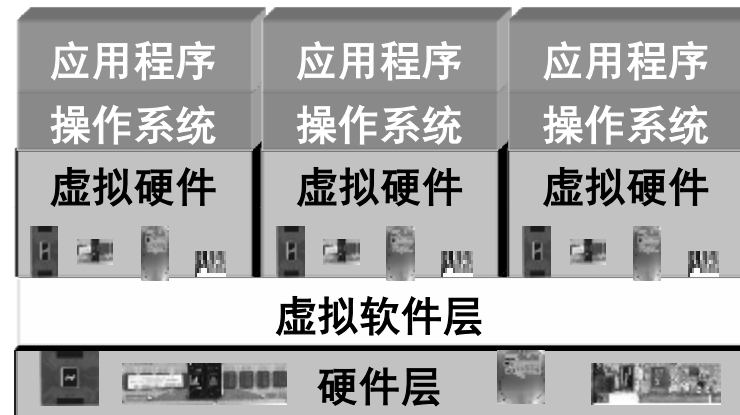 应用程序 应用程序 应用程序
操作系统 操作系统 操作系统
虚拟硬件 虚拟硬件 虚拟硬件
虚拟软件层
硬件层